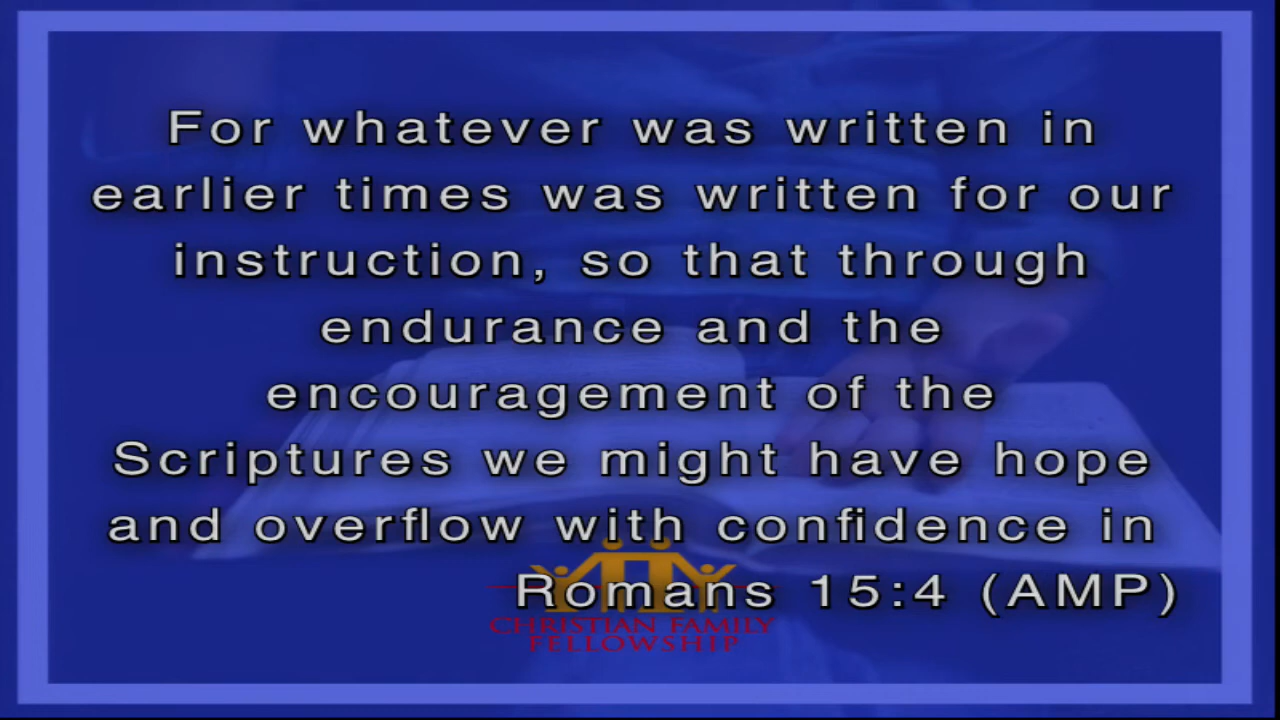 For whatever was written in
earlier times was written for our
instruction, so that through
endurance and the
encouragement of the
Scriptures we might have hope
and overflow with confidence in
Romans 15:4 (AMP)
CHRISTIAN FAMILY
FELLOWSHIP